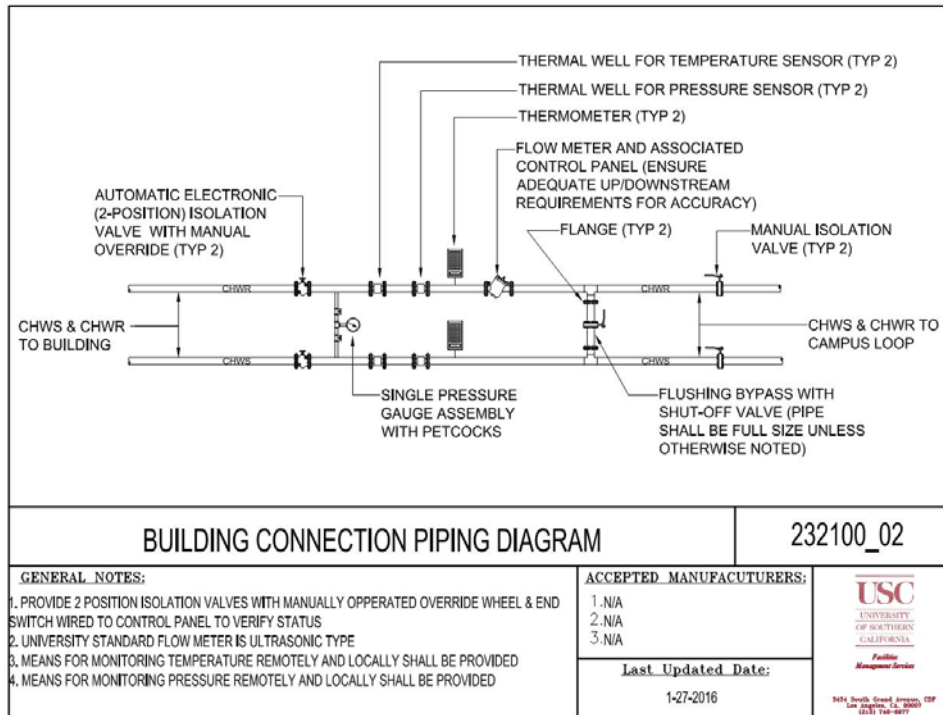 THERMAL WELL FOR TEMPERATURE SENSOR (TYP 2)
THERMAL WELL FOR PRESSURE SENSOR (TYP 2)
THERMOMETER (TYP 2)
FLOW METER AND ASSOCIATED
CONTROL PANEL (ENSURE
ADEQUATE UP/DOWNSTREAM
REQUIREMENTS FOR ACCURACY)
AUTOMATIC ELECTRONIC
(2-POSITION) ISOLATION
VALVE WITH MANUAL
OVERRIDE (TYP 2)
FLANGE (TYP 2)
MANUAL ISOLATION
VALVE (TYP 2)
CHWR
CHWR
CHWR
CHWS & CHWR
TO BUILDING
CHWS & CHWR TO
CAMPUS LOOP
CHWS
CHWS
CHWS
SINGLE PRESSURE
GAUGE ASSEMBLY
WITH PETCOCKS
FLUSHING BYPASS WITH
SHUT-OFF VALVE (PIPE
SHALL BE FULL SIZE UNLESS
OTHERWISE NOTED)
BUILDING CONNECTION PIPING DIAGRAM
232100_02
GENERAL NOTES:
1. PROVIDE 2 POSITION ISOLATION VALVES WITH MANUALLY OPPERATED OVERRIDE WHEEL & END
SWITCH WIRED TO CONTROL PANEL TO VERIFY STATUS
2. UNIVERSITY STANDARD FLOW METER IS ULTRASONIC TYPE
3. MEANS FOR MONITORING TEMPERATURE REMOTELY AND LOCALLY SHALL BE PROVIDED
4. MEANS FOR MONITORING PRESSURE REMOTELY AND LOCALLY SHALL BE PROVIDED
ACCEPTED MANUFACUTURERS:
1.N/A
2.N/A
3.N/A
Last Updated Date:
1-27-2016
USC
UNIVERSITY
OF SOUTHERN
CALIFORNIA
Facilities
Management Services
South Grand Avenue,
Los Angeles, CA.